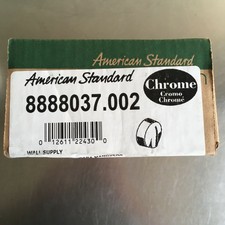 American Standard
American Standard
Chrome
Cromo
Chromé
8888037.002
0 12611 22430 0
WALL SUPPLY